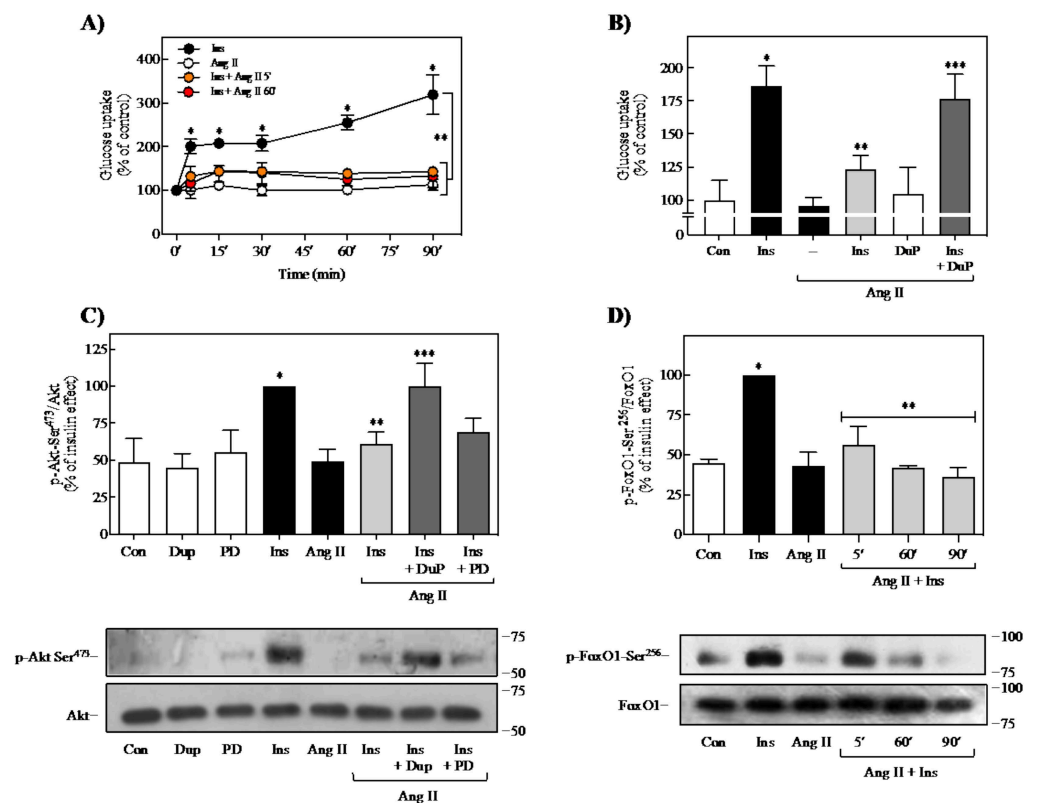 A)
400
300
200
100
0
Glucose uptake
(% of control)
Ins
Ang II
Ins + Ang II 5'
Ins + Ang II 60'
* * * * *
**
0' 15' 30' 45' 60' 75' 90'
Time (min)
B)
200
175
150
125
100
0
Glucose uptake
(% of control)
*
**
***
Con Ins – Ins DuP Ins
+ DuP
Ang II
C)
125
100
75
50
25
0
p-Akt-Ser473/Akt
(% of insulin effect)
*
**
***
Con Dup PD Ins Ang II Ins Ins Ins
+ DuP + PD
Ang II
p-Akt Ser473–
–75
–50
Akt–
–75
–50
Con Dup PD Ins Ang II Ins Ins Ins
+ Dup + PD
Ang II
D)
100
75
50
25
0
p-FoxO1-Ser256/FoxO1
(% of insulin effect)
*
**
Con Ins Ang II 5' 60' 90'
Ang II + Ins
p-FoxO1-Ser256–
–100
–75
FoxO1–
–100
–75
Con Ins Ang II 5' 60' 90'
Ang II + Ins